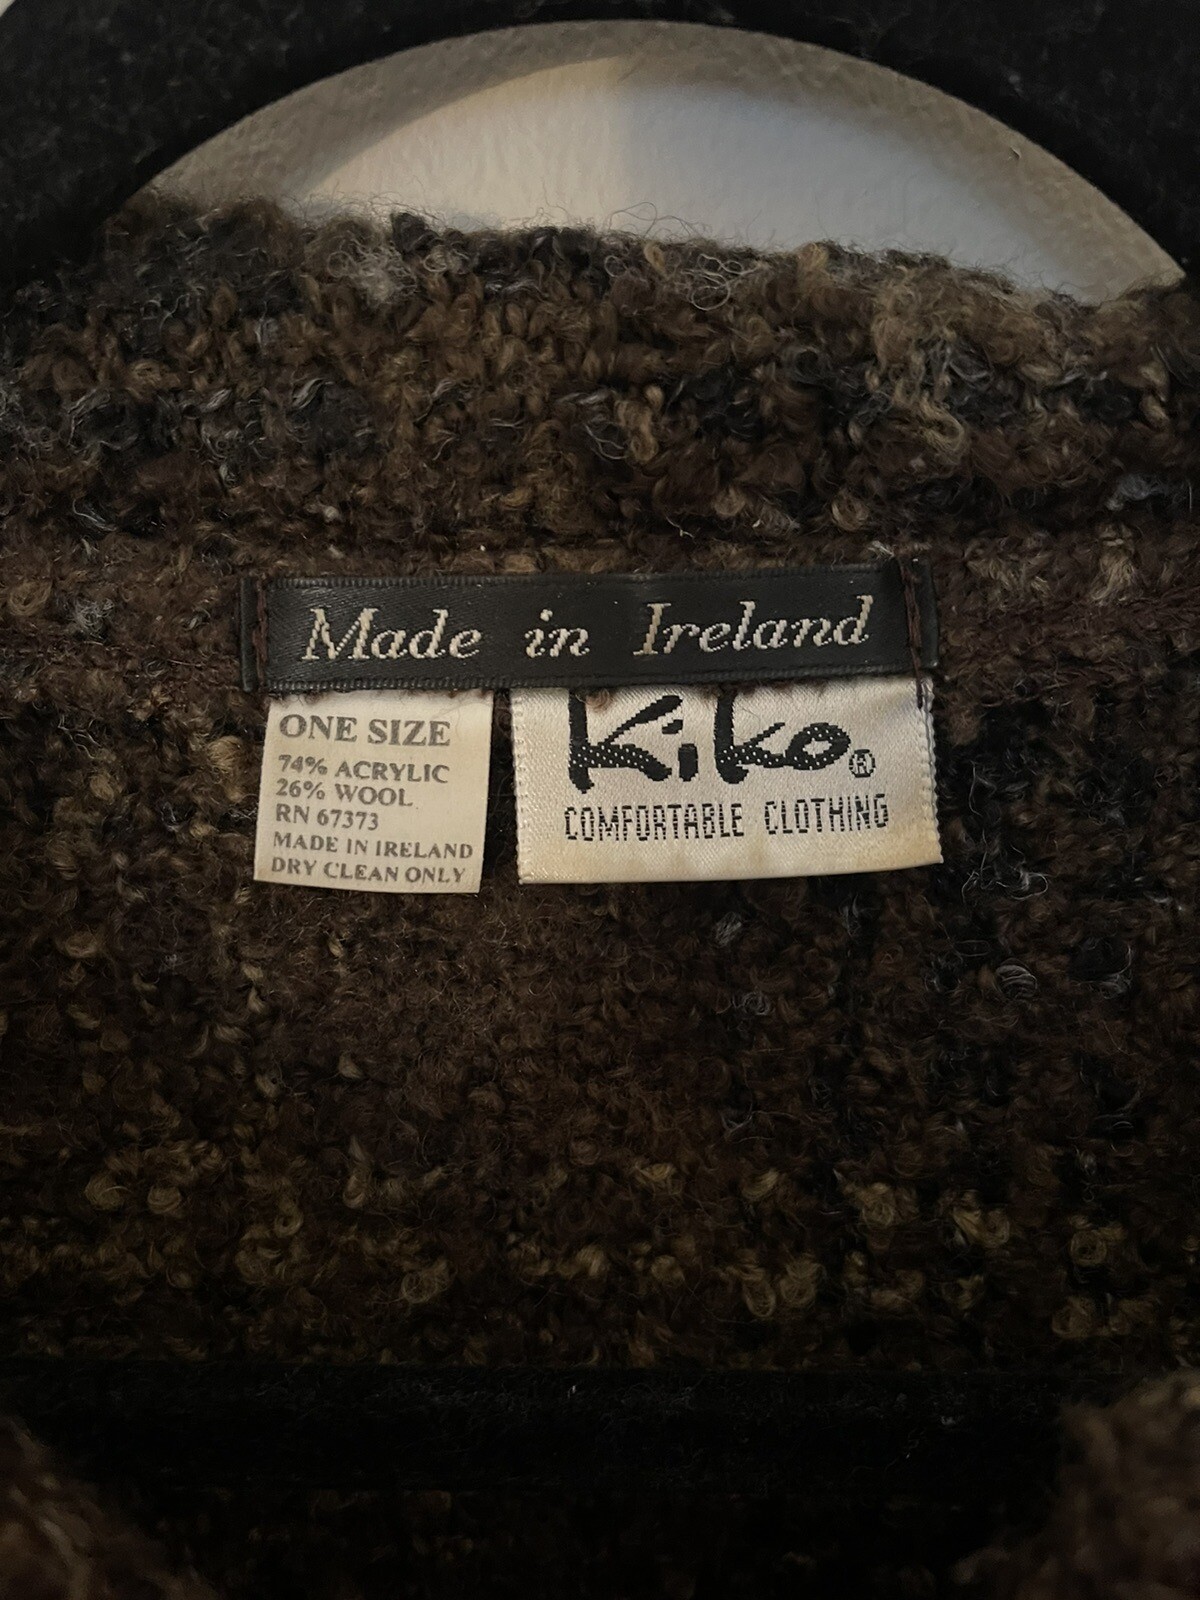 Made in Ireland
ONE SIZE
74% ACRYLIC
26% WOOL
RN 67373
MADE IN IRELAND
DRY CLEAN ONLY
Kiko®
COMFORTABLE CLOTHING